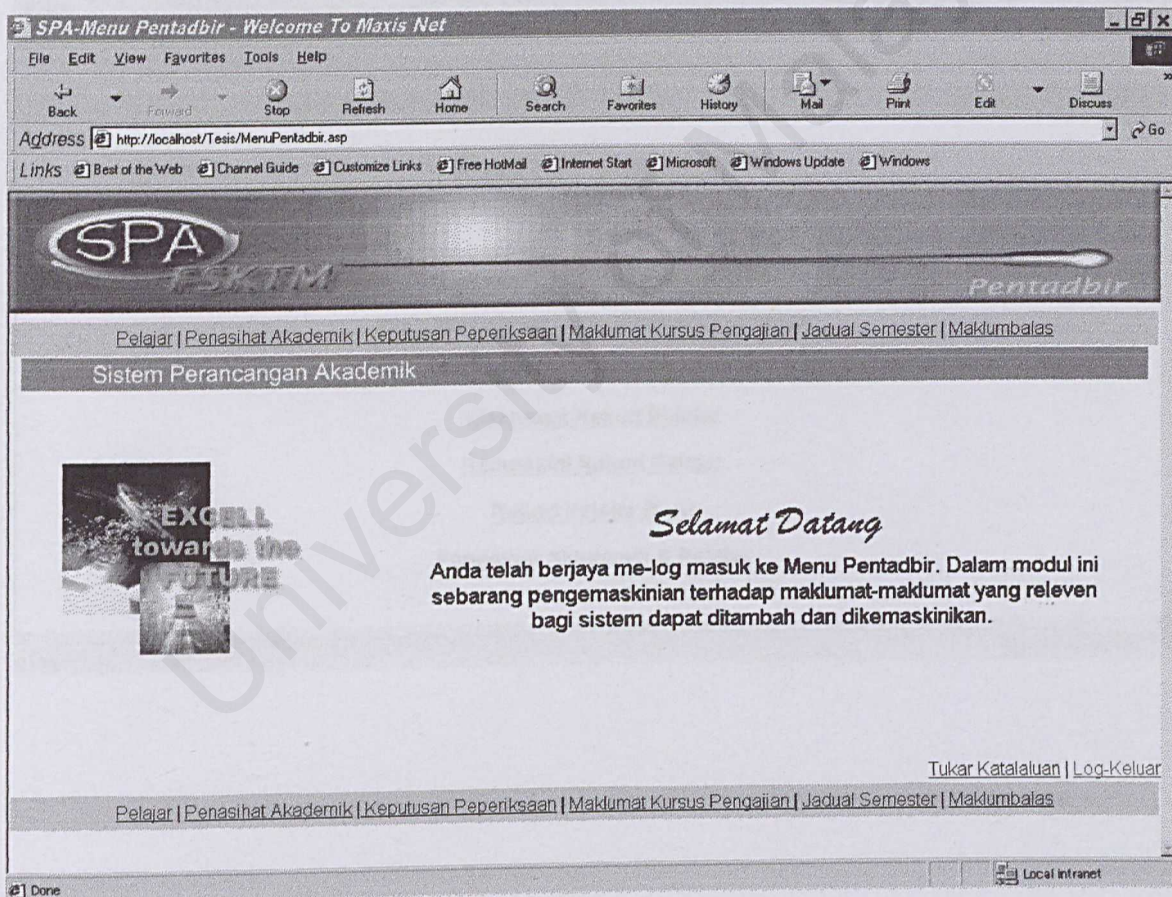 SPA-Menu Pentadbir - Welcome To Maxis Net
File Edit View Favorites Tools Help
Back Forward Stop Refresh Home Search Favorites History Mail Print Edit Discuss
Address http://localhost/Tesis/MenuPentadbir.asp Go
Links Best of the Web Channel Guide Customize Links Free HotMail Internet Start Microsoft Windows Update Windows
SPA
FSKTM
Pentadbir
Pelajar | Penasihat Akademik | Keputusan Peperiksaan | Maklumat Kursus Pengajian | Jadual Semester | Maklumbalas
Sistem Perancangan Akademik
EXCELL
towards the
FUTURE
Selamat Datang
Anda telah berjaya me-log masuk ke Menu Pentadbir. Dalam modul ini
sebarang pengemaskinian terhadap maklumat-maklumat yang releven
bagi sistem dapat ditambah dan dikemaskinikan.
Tukar Katalaluan | Log-Keluar
Pelajar | Penasihat Akademik | Keputusan Peperiksaan | Maklumat Kursus Pengajian | Jadual Semester | Maklumbalas
Done Local intranet
University of Malay